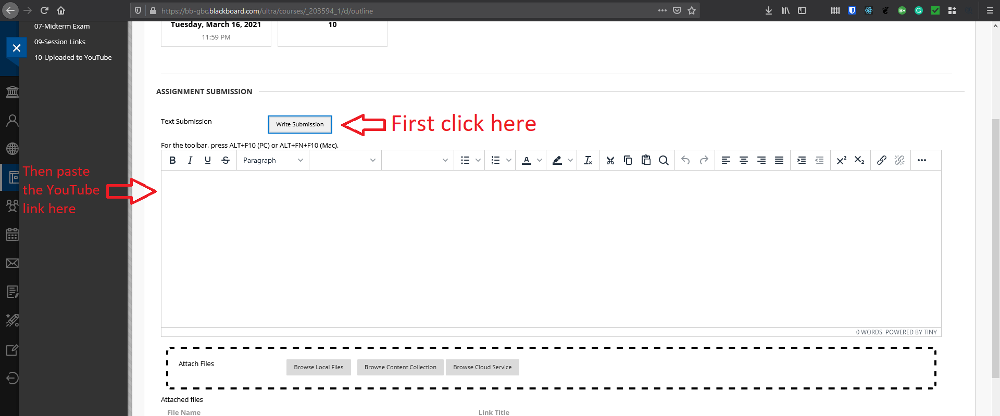 https://bb-gbc.blackboard.com/ultra/courses/_203594_1/cl/outline
07-Midterm Exam
09-Session Links
10-Uploaded to YouTube
Tuesday, March 16, 2021
11:59 PM
10
ASSIGNMENT SUBMISSION
Text Submission
Write Submission
First click here
For the toolbar, press ALT+F10 (PC) or ALT+FN+F10 (Mac).
B I U S Paragraph
Then paste
the YouTube
link here
0 WORDS POWERED BY TINY
Attach Files
Browse Local Files
Browse Content Collection
Browse Cloud Service
Attached files
File Name
Link Title